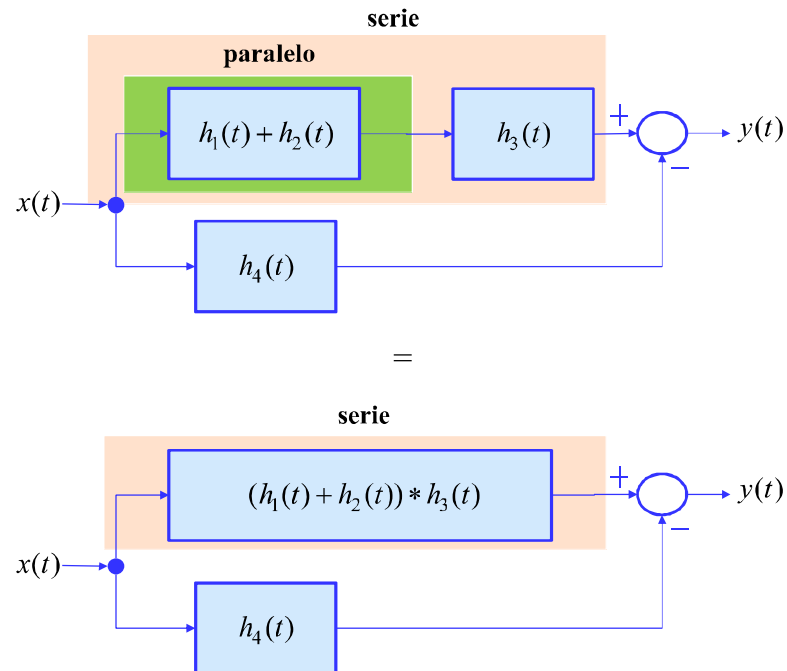 serie
paralelo
h₁(t) + h₂(t)
h₃(t)
+
y(t)
−
x(t)
h₄(t)
=
serie
(h₁(t) + h₂(t)) * h₃(t)
+
y(t)
−
x(t)
h₄(t)